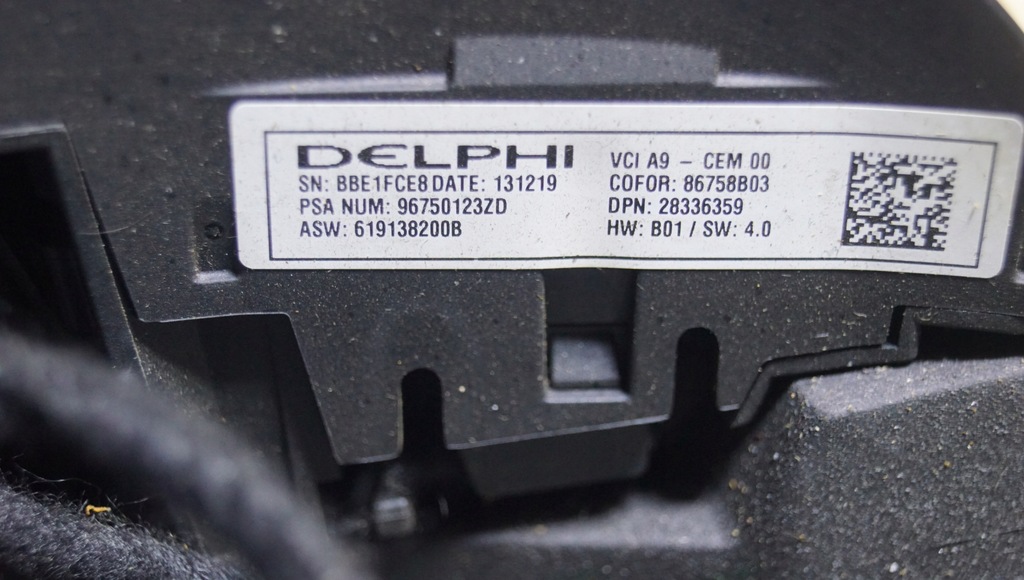 DELPHI
SN: BBE1FCE8 DATE: 131219
PSA NUM: 96750123ZD
ASW: 619138200B
VCI A9 - CEM 00
COFOR: 86758B03
DPN: 28336359
HW: B01 / SW: 4.0